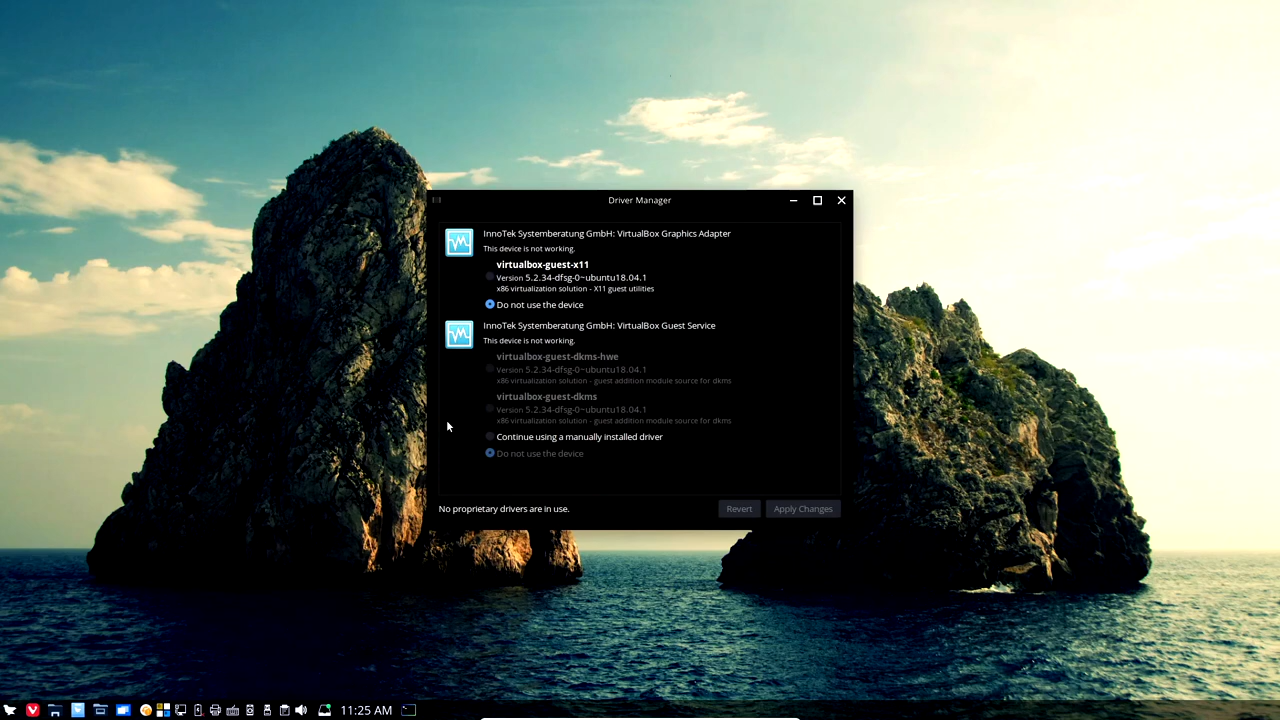 Driver Manager
InnoTek Systemberatung GmbH: VirtualBox Graphics Adapter
This device is not working.
virtualbox-guest-x11
Version 5.2.34-dfsg-0~ubuntu18.04.1
x86 virtualization solution - X11 guest utilities
Do not use the device
InnoTek Systemberatung GmbH: VirtualBox Guest Service
This device is not working.
virtualbox-guest-dkms-hwe
Version 5.2.34-dfsg-0~ubuntu18.04.1
x86 virtualization solution - guest addition module source for dkms
virtualbox-guest-dkms
Version 5.2.34-dfsg-0~ubuntu18.04.1
x86 virtualization solution - guest addition module source for dkms
Continue using a manually installed driver
Do not use the device
No proprietary drivers are in use.
Revert
Apply Changes
11:25 AM